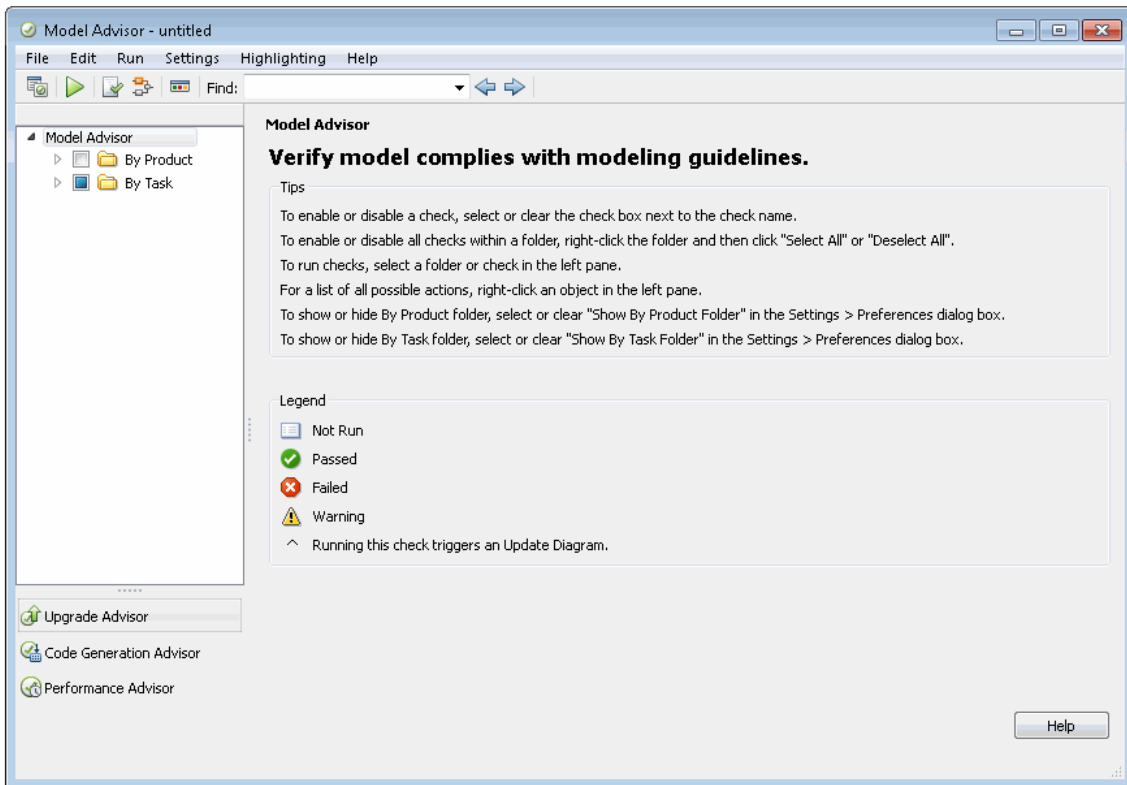 Model Advisor - untitled
File Edit Run Settings Highlighting Help
Find:
Model Advisor
By Product
By Task
Upgrade Advisor
Code Generation Advisor
Performance Advisor
Model Advisor
Verify model complies with modeling guidelines.
Tips
To enable or disable a check, select or clear the check box next to the check name.
To enable or disable all checks within a folder, right-click the folder and then click "Select All" or "Deselect All".
To run checks, select a folder or check in the left pane.
For a list of all possible actions, right-click an object in the left pane.
To show or hide By Product folder, select or clear "Show By Product Folder" in the Settings > Preferences dialog box.
To show or hide By Task folder, select or clear "Show By Task Folder" in the Settings > Preferences dialog box.
Legend
Not Run
Passed
Failed
Warning
^ Running this check triggers an Update Diagram.
Help